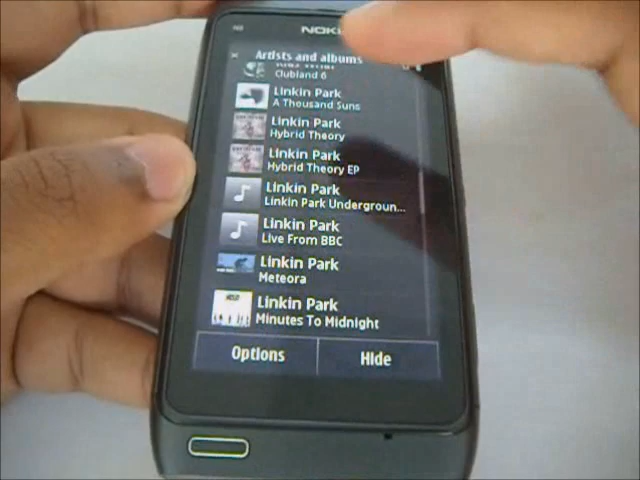 NOKIA
Artists and albums
Clubland 6
Linkin Park
A Thousand Suns
Linkin Park
Hybrid Theory
Linkin Park
Hybrid Theory EP
Linkin Park
Linkin Park Undergroun...
Linkin Park
Live From BBC
Linkin Park
Meteora
Linkin Park
Minutes To Midnight
Options Hide